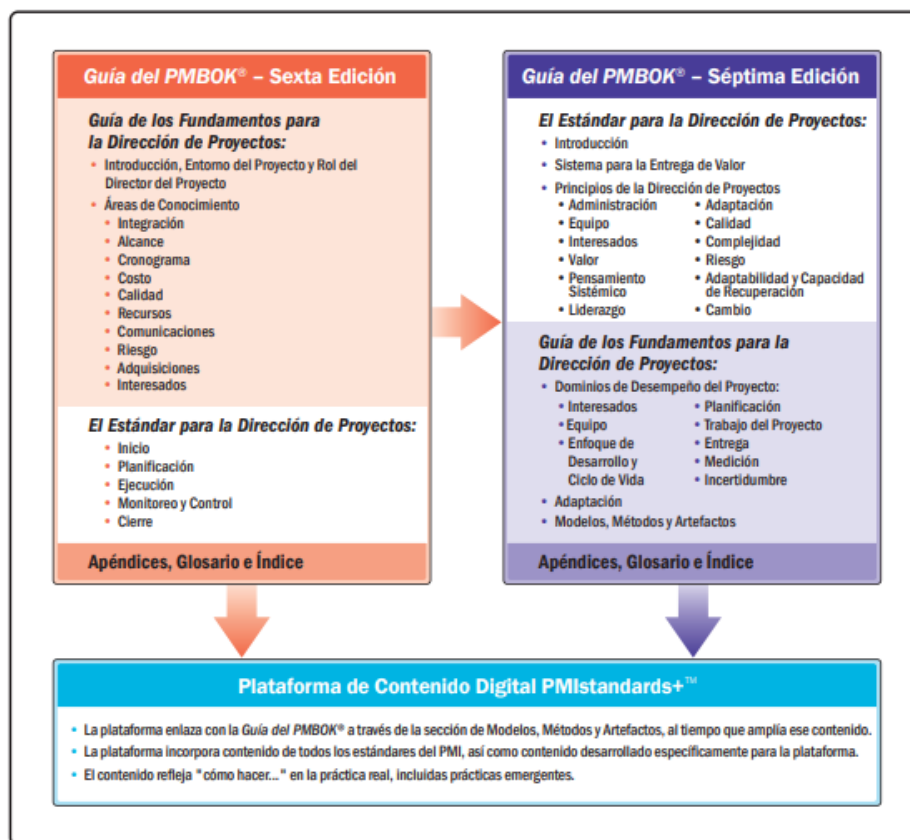 Guía del PMBOK® – Sexta Edición
Guía de los Fundamentos para
la Dirección de Proyectos:
• Introducción, Entorno del Proyecto y Rol del
Director del Proyecto
• Áreas de Conocimiento
• Integración
• Alcance
• Cronograma
• Costo
• Calidad
• Recursos
• Comunicaciones
• Riesgo
• Adquisiciones
• Interesados
El Estándar para la Dirección de Proyectos:
• Inicio
• Planificación
• Ejecución
• Monitoreo y Control
• Cierre
Apéndices, Glosario e Índice
Guía del PMBOK® – Séptima Edición
El Estándar para la Dirección de Proyectos:
• Introducción
• Sistema para la Entrega de Valor
• Principios de la Dirección de Proyectos
• Administración
• Equipo
• Interesados
• Valor
• Pensamiento
Sistémico
• Liderazgo
• Adaptación
• Calidad
• Complejidad
• Riesgo
• Adaptabilidad y Capacidad
de Recuperación
• Cambio
Guía de los Fundamentos para la
Dirección de Proyectos:
• Dominios de Desempeño del Proyecto:
• Interesados
• Equipo
• Enfoque de
Desarrollo y
Ciclo de Vida
• Planificación
• Trabajo del Proyecto
• Entrega
• Medición
• Incertidumbre
• Adaptación
• Modelos, Métodos y Artefactos
Apéndices, Glosario e Índice
Plataforma de Contenido Digital PMIstandards+™
• La plataforma enlaza con la Guía del PMBOK® a través de la sección de Modelos, Métodos y Artefactos, al tiempo que amplía ese contenido.
• La plataforma incorpora contenido de todos los estándares del PMI, así como contenido desarrollado específicamente para la plataforma.
• El contenido refleja "cómo hacer..." en la práctica real, incluidas prácticas emergentes.